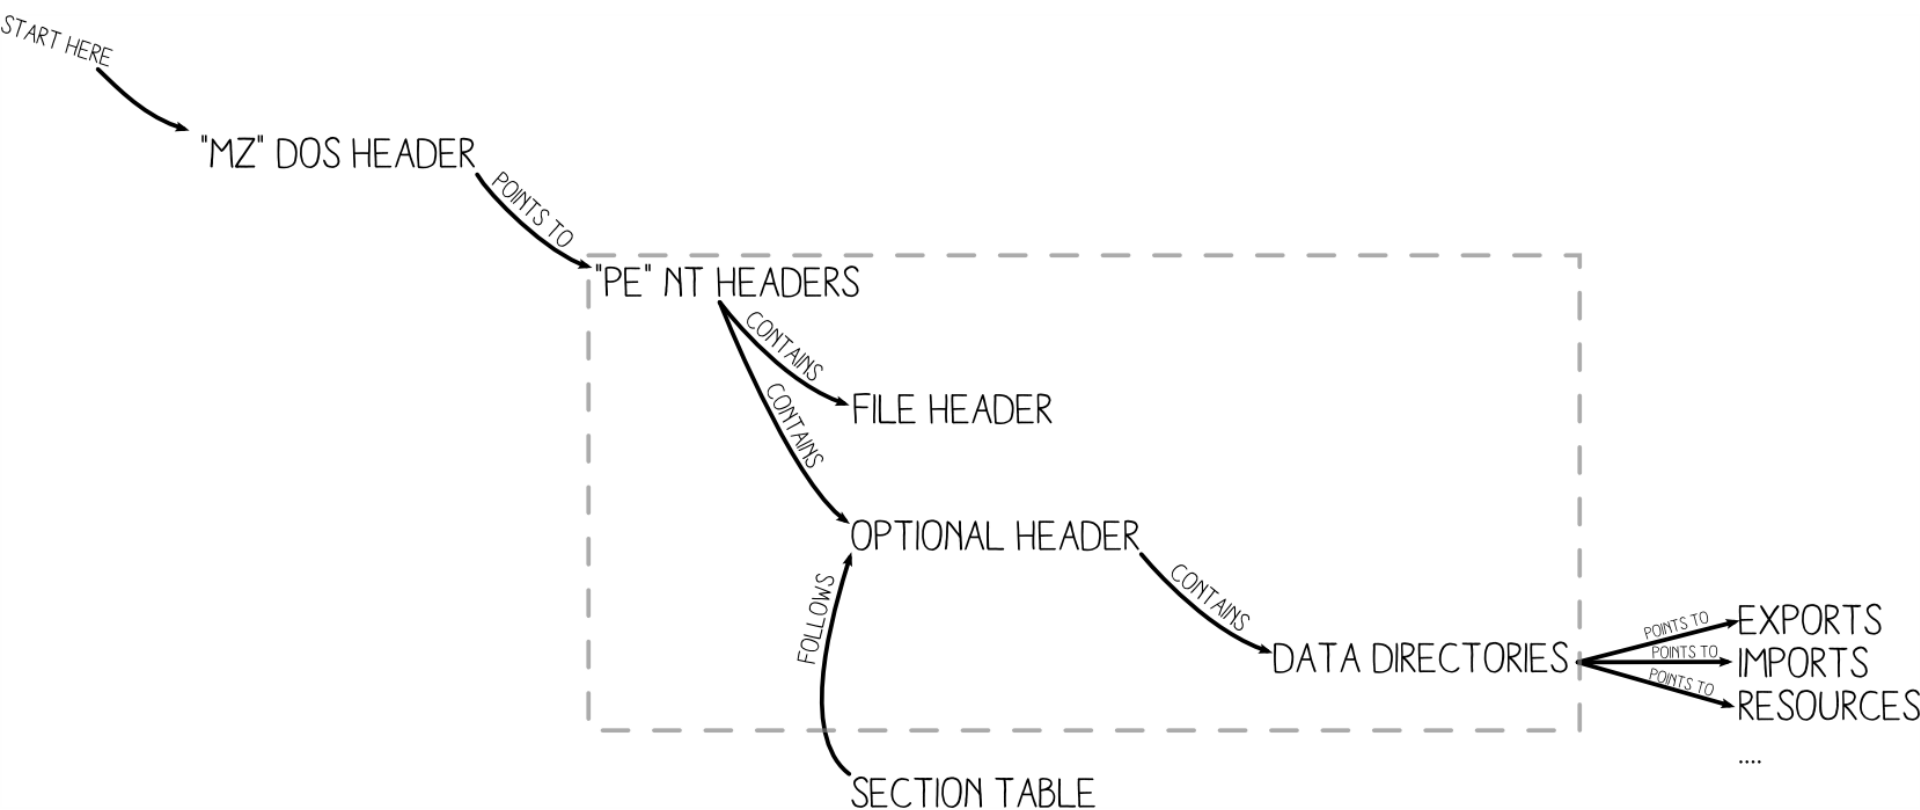 START HERE
"MZ" DOS HEADER
POINTS TO
"PE" NT HEADERS
CONTAINS
FILE HEADER
CONTAINS
OPTIONAL HEADER
FOLLOWS
CONTAINS
DATA DIRECTORIES
POINTS TO
EXPORTS
POINTS TO
IMPORTS
POINTS TO
RESOURCES
....
SECTION TABLE